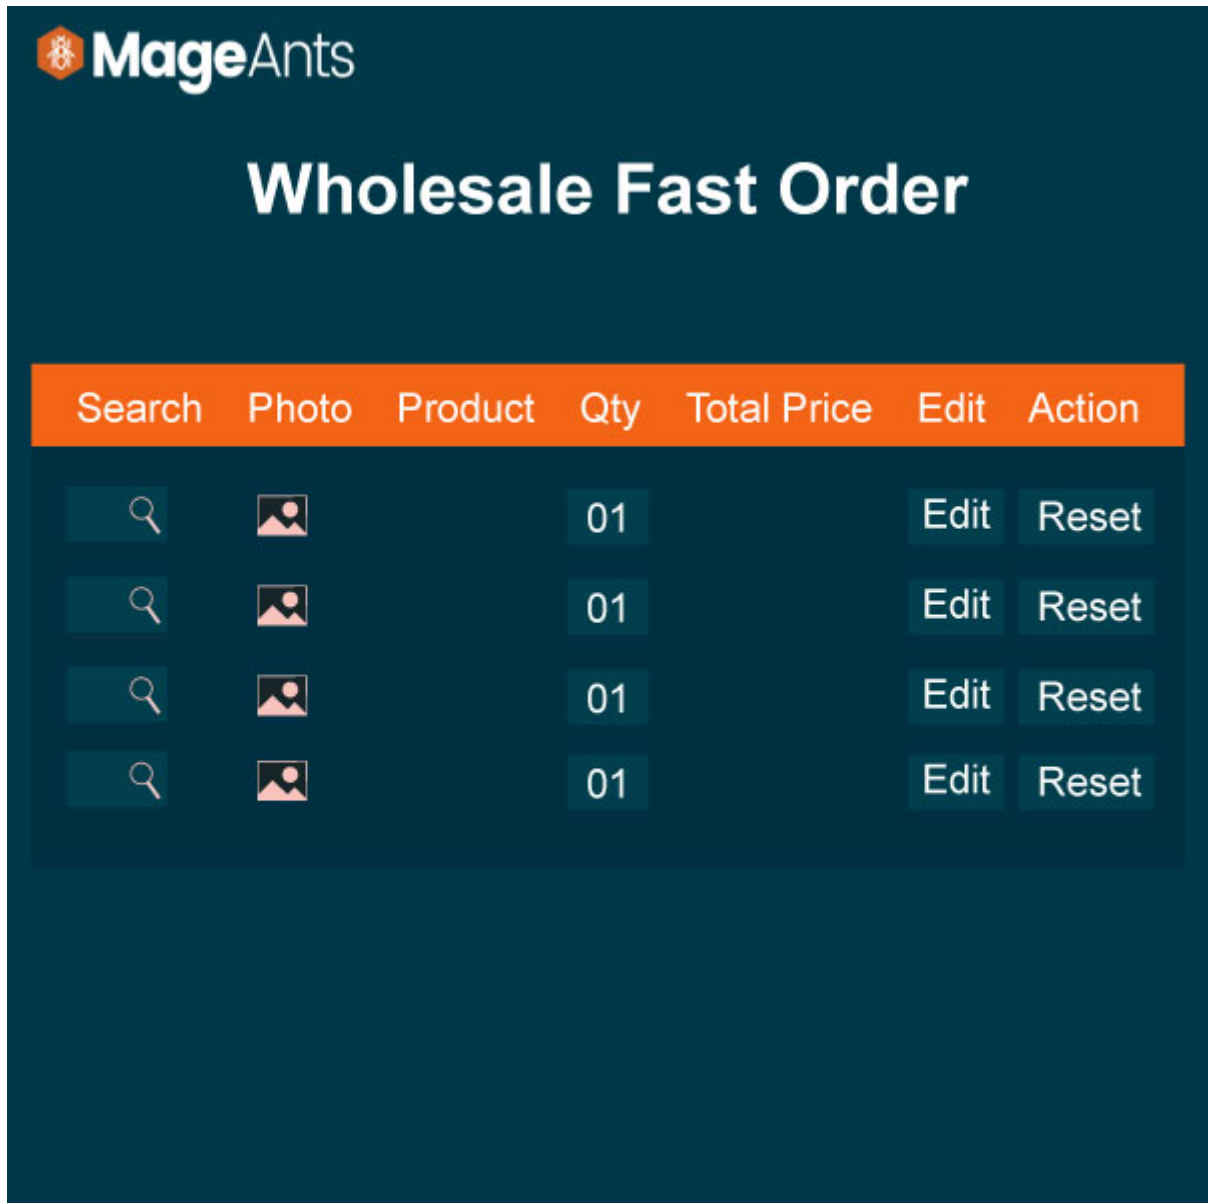 MageAnts
Wholesale Fast Order
Search Photo Product Qty Total Price Edit Action
01 Edit Reset
01 Edit Reset
01 Edit Reset
01 Edit Reset